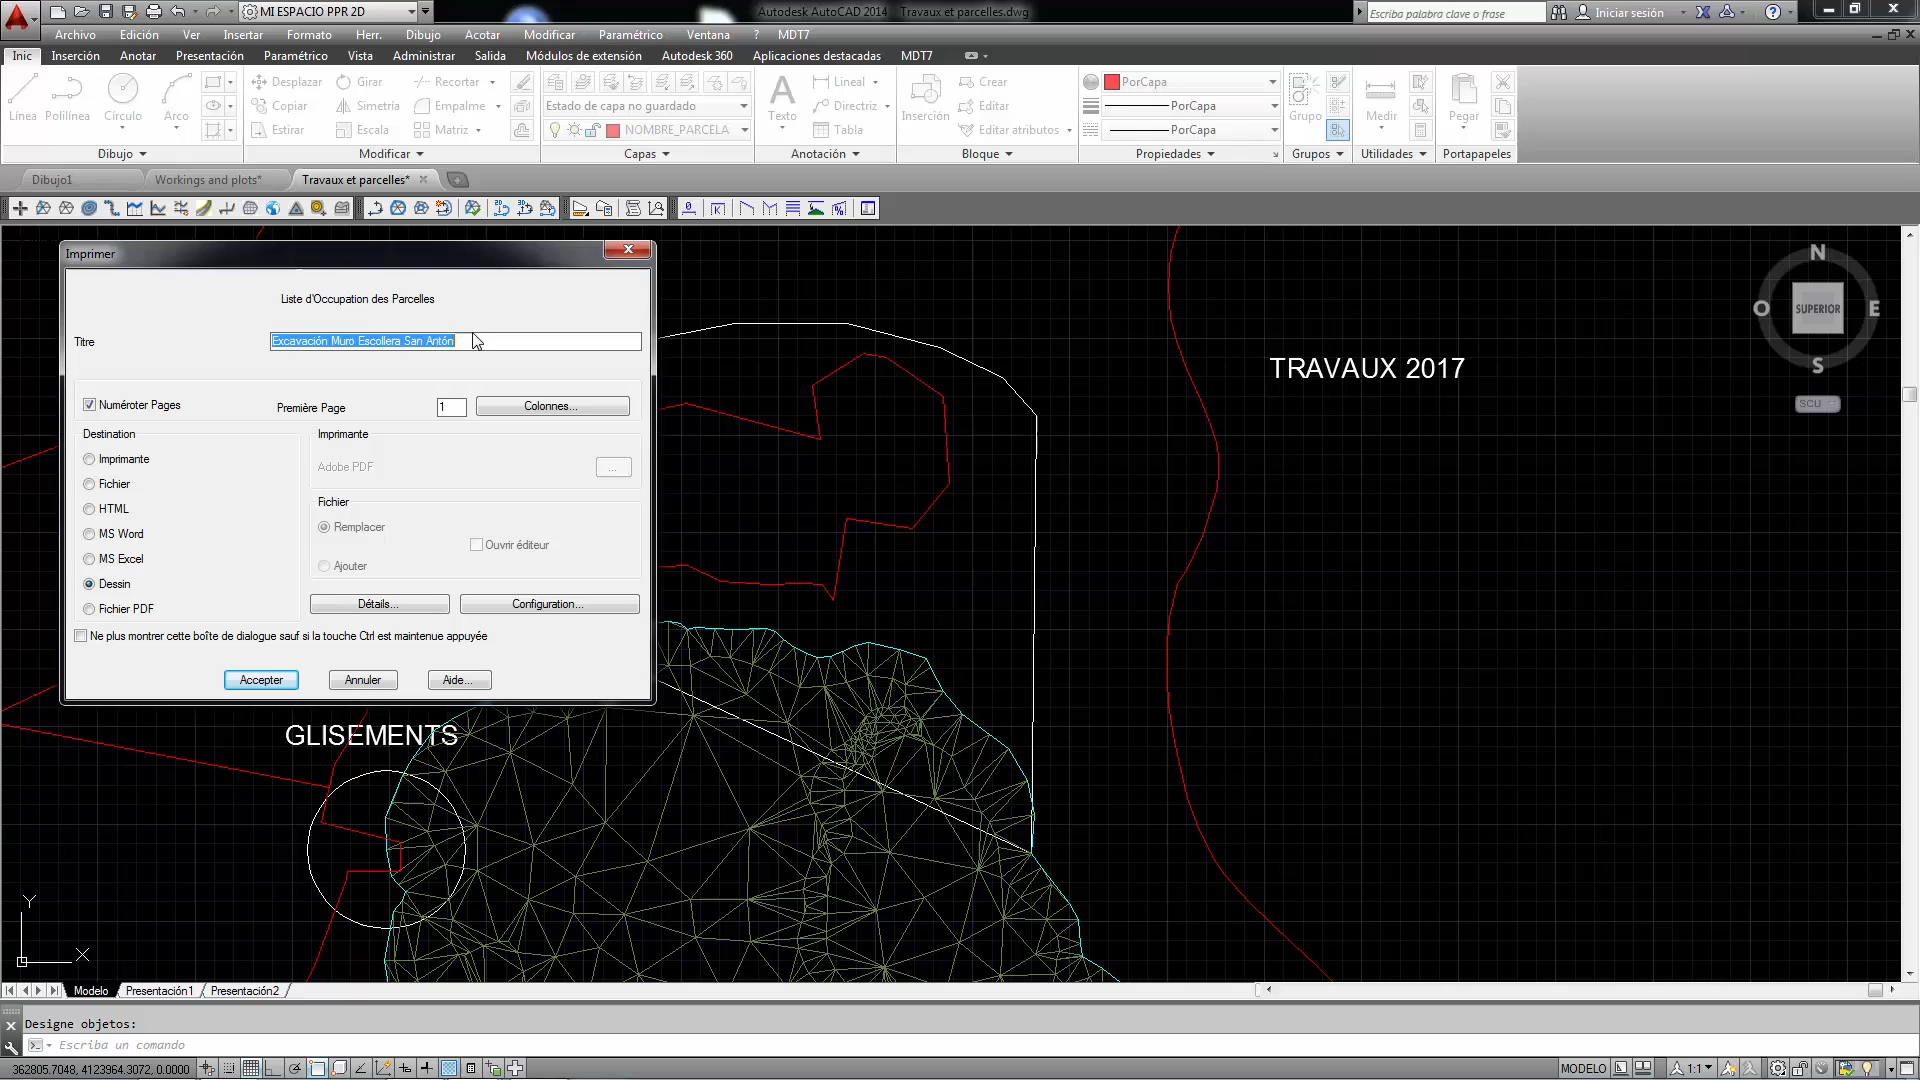 MI ESPACIO PPR 2D
Autodesk AutoCAD 2014 Travaux et parcelles.dwg
Escriba palabra clave o frase
Iniciar sesión
Archivo Edición Ver Insertar Formato Herr. Dibujo Acotar Modificar Paramétrico Ventana ? MDT7
Inic Inserción Anotar Presentación Paramétrico Vista Administrar Salida Módulos de extensión Autodesk 360 Aplicaciones destacadas MDT7
Desplazar Girar Recortar Lineal Crear PorCapa
Copiar Simetría Empalme Estado de capa no guardado Directriz Editar PorCapa
Línea Polilínea Círculo Arco Texto Inserción Grupo Medir Pegar
Estirar Escala Matriz NOMBRE_PARCELA Tabla Editar atributos PorCapa
Dibujo Modificar Capas Anotación Bloque Propiedades Grupos Utilidades Portapapeles
Dibujo1 Workings and plots* Travaux et parcelles*
Imprimer
Liste d'Occupation des Parcelles
Titre Excavación Muro Escollera San Antón
Numéroter Pages Première Page 1 Colonnes...
Destination Imprimante
Imprimante Adobe PDF ...
Fichier Fichier
HTML Remplacer
MS Word Ouvrir éditeur
MS Excel Ajouter
Dessin
Fichier PDF Détails... Configuration...
Ne plus montrer cette boîte de dialogue sauf si la touche Ctrl est maintenue appuyée
Accepter Annuler Aide...
TRAVAUX 2017
N
O SUPERIOR E
S
SCU
GLISEMENTS
Y
X
Modelo Presentación1 Presentación2
Designe objetos:
Escriba un comando
362805.7048, 4123964.3072, 0.0000
MODELO 1:1